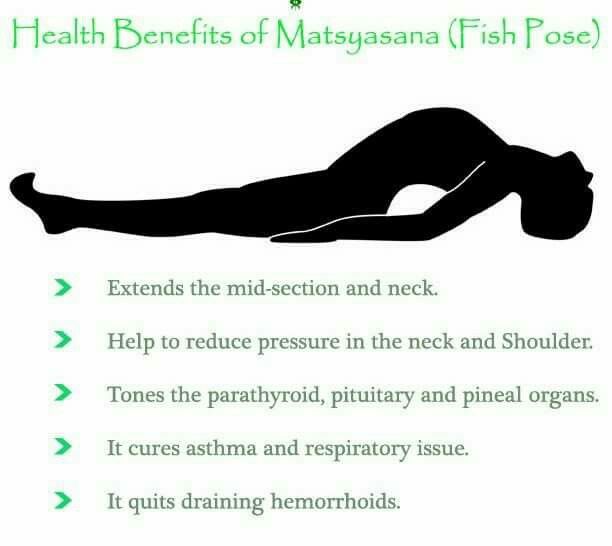 Health Benefits of Matsyasana (Fish Pose)
Extends the mid-section and neck.
Help to reduce pressure in the neck and Shoulder.
Tones the parathyroid, pituitary and pineal organs.
It cures asthma and respiratory issue.
It quits draining hemorrhoids.